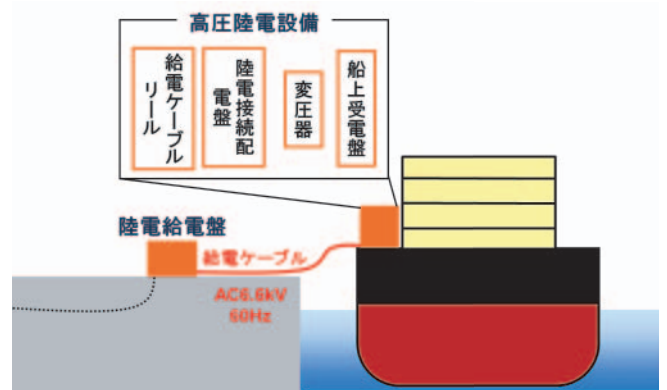 高圧陸電設備
給電ケーブル
リール
陸電接続配
電盤
変圧器
船上受電盤
陸電給電盤
給電ケーブル
AC6.6kV
60Hz